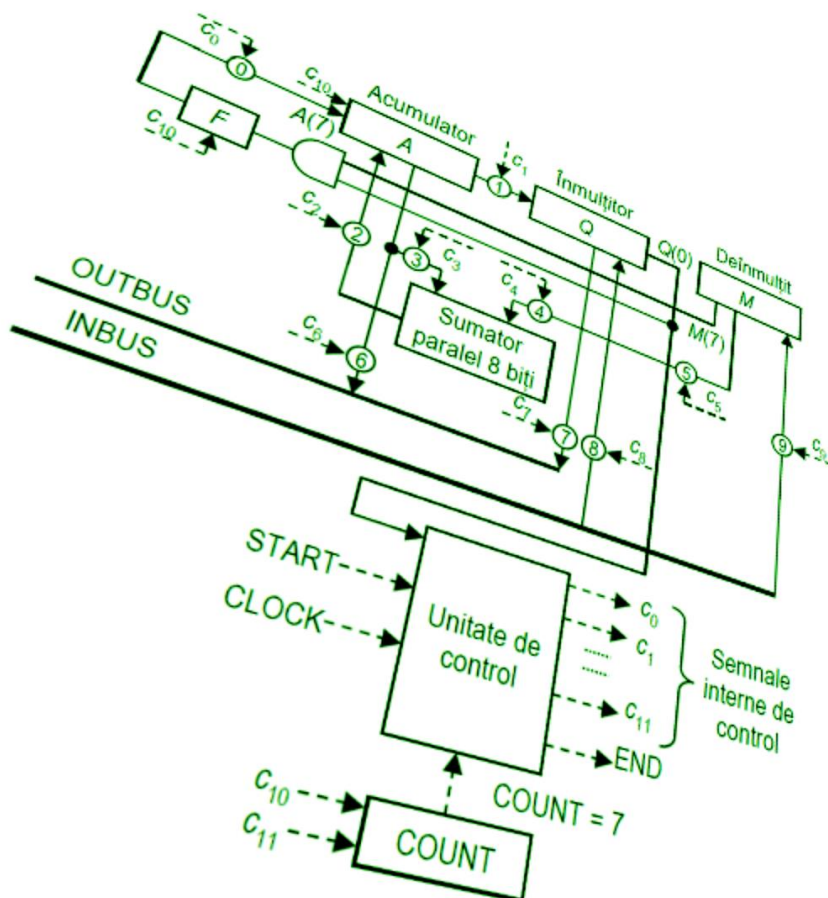 c0
0
c10
Acumulator
F
A(7)
A
c10
c1
1
Înmulțitor
Q
Q(0)
Deînmulțit
M
M(7)
c2
2
3
c3
c4
4
Sumator
paralel 8 biți
5
c5
OUTBUS
INBUS
c6
6
c7
7
8
c8
9
START
CLOCK
Unitate de
control
c0
c1
......
......
c11
END
Semnale
interne de
control
c10
c11
COUNT
COUNT = 7